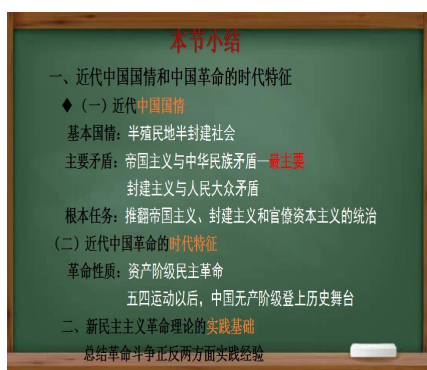 本节小结
一、近代中国国情和中国革命的时代特征
◆（一）近代中国国情
基本国情：半殖民地半封建社会
主要矛盾：帝国主义与中华民族矛盾—最主要
封建主义与人民大众矛盾
根本任务：推翻帝国主义、封建主义和官僚资本主义的统治
（二）近代中国革命的时代特征
革命性质：资产阶级民主革命
五四运动以后，中国无产阶级登上历史舞台
二、新民主主义革命理论的实践基础
总结革命斗争正反两方面实践经验